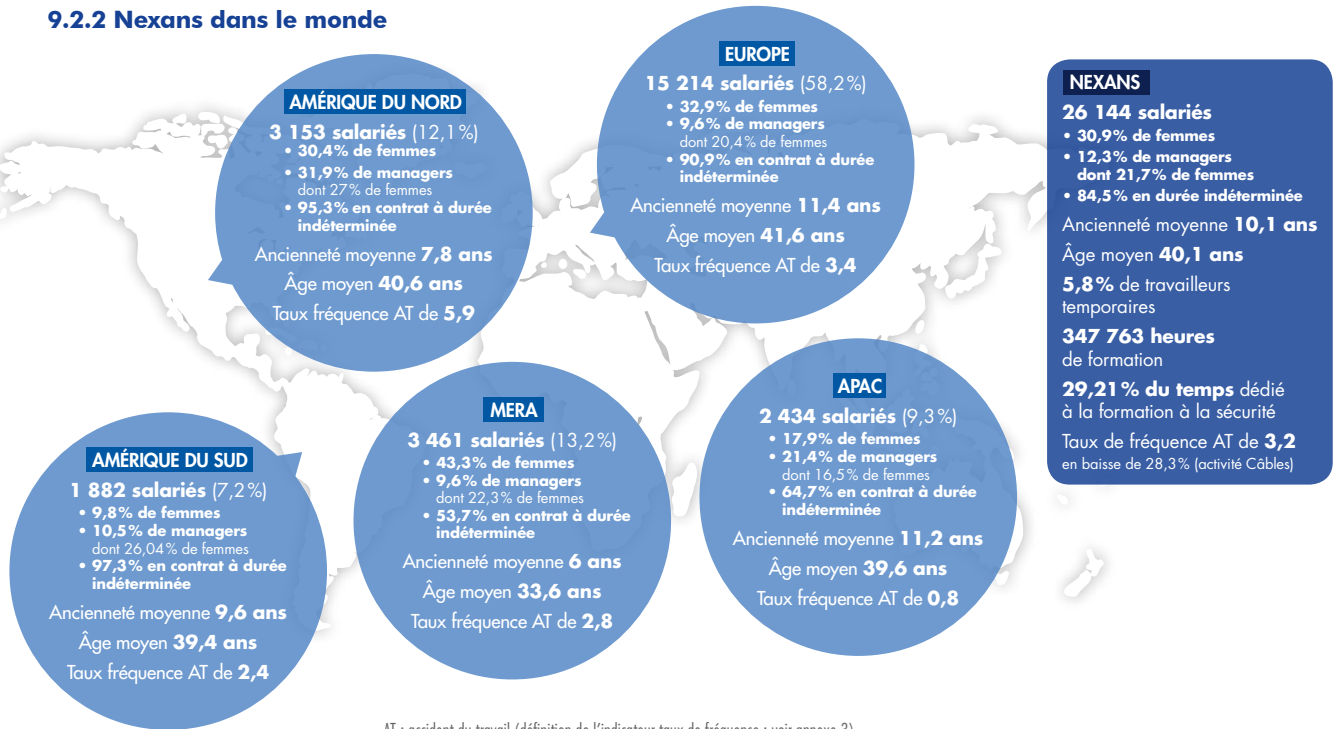 9.2.2 Nexans dans le monde
AMÉRIQUE DU NORD
3 153 salariés (12,1%)
• 30,4% de femmes
• 31,9% de managers
dont 27% de femmes
• 95,3% en contrat à durée
indéterminée
Ancienneté moyenne 7,8 ans
Âge moyen 40,6 ans
Taux fréquence AT de 5,9
EUROPE
15 214 salariés (58,2%)
• 32,9% de femmes
• 9,6% de managers
dont 20,4% de femmes
• 90,9% en contrat à durée
indéterminée
Ancienneté moyenne 11,4 ans
Âge moyen 41,6 ans
Taux fréquence AT de 3,4
NEXANS
26 144 salariés
• 30,9% de femmes
• 12,3% de managers
dont 21,7% de femmes
• 84,5% en durée indéterminée
Ancienneté moyenne 10,1 ans
Âge moyen 40,1 ans
5,8% de travailleurs
temporaires
347 763 heures
de formation
29,21% du temps dédié
à la formation à la sécurité
Taux de fréquence AT de 3,2
en baisse de 28,3% (activité Câbles)
AMÉRIQUE DU SUD
1 882 salariés (7,2%)
• 9,8% de femmes
• 10,5% de managers
dont 26,04% de femmes
• 97,3% en contrat à durée
indéterminée
Ancienneté moyenne 9,6 ans
Âge moyen 39,4 ans
Taux fréquence AT de 2,4
MERA
3 461 salariés (13,2%)
• 43,3% de femmes
• 9,6% de managers
dont 22,3% de femmes
• 53,7% en contrat à durée
indéterminée
Ancienneté moyenne 6 ans
Âge moyen 33,6 ans
Taux fréquence AT de 2,8
APAC
2 434 salariés (9,3%)
• 17,9% de femmes
• 21,4% de managers
dont 16,5% de femmes
• 64,7% en contrat à durée
indéterminée
Ancienneté moyenne 11,2 ans
Âge moyen 39,6 ans
Taux fréquence AT de 0,8
AT : accident du travail (définition de l'indicateur taux de fréquence : voir annexe 2)